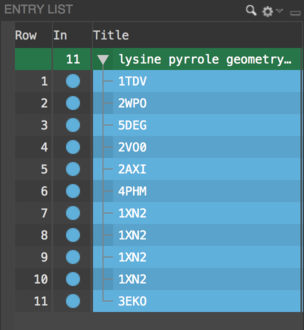 ENTRY LIST
Row In Title
11 lysine pyrrole geometry…
1 1TDV
2 2WPO
3 5DEG
4 2VO0
5 2AXI
6 4PHM
7 1XN2
8 1XN2
9 1XN2
10 1XN2
11 3EKO